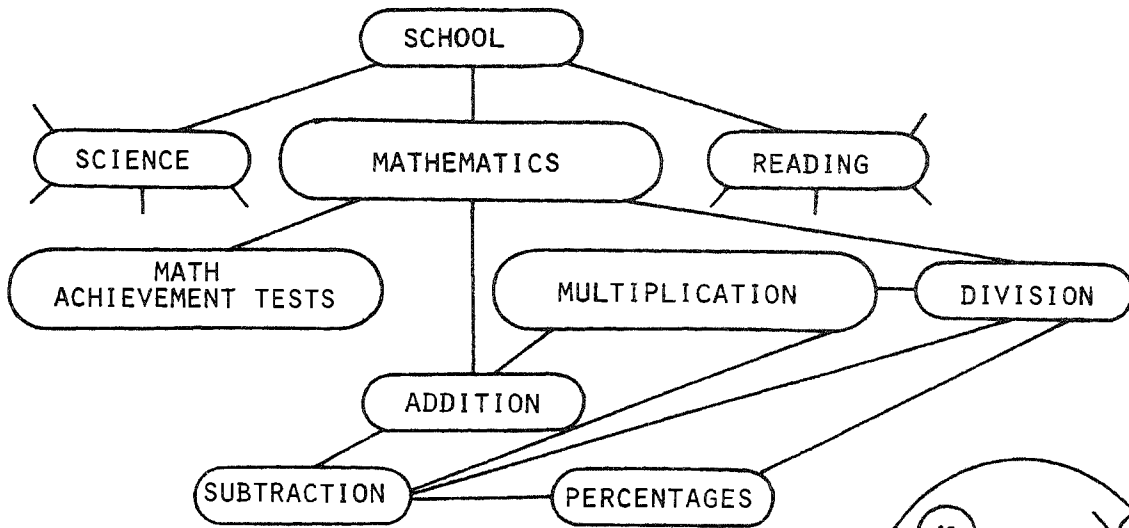 SCHOOL
SCIENCE
MATHEMATICS
READING
MATH
ACHIEVEMENT TESTS
MULTIPLICATION
DIVISION
ADDITION
SUBTRACTION
PERCENTAGES